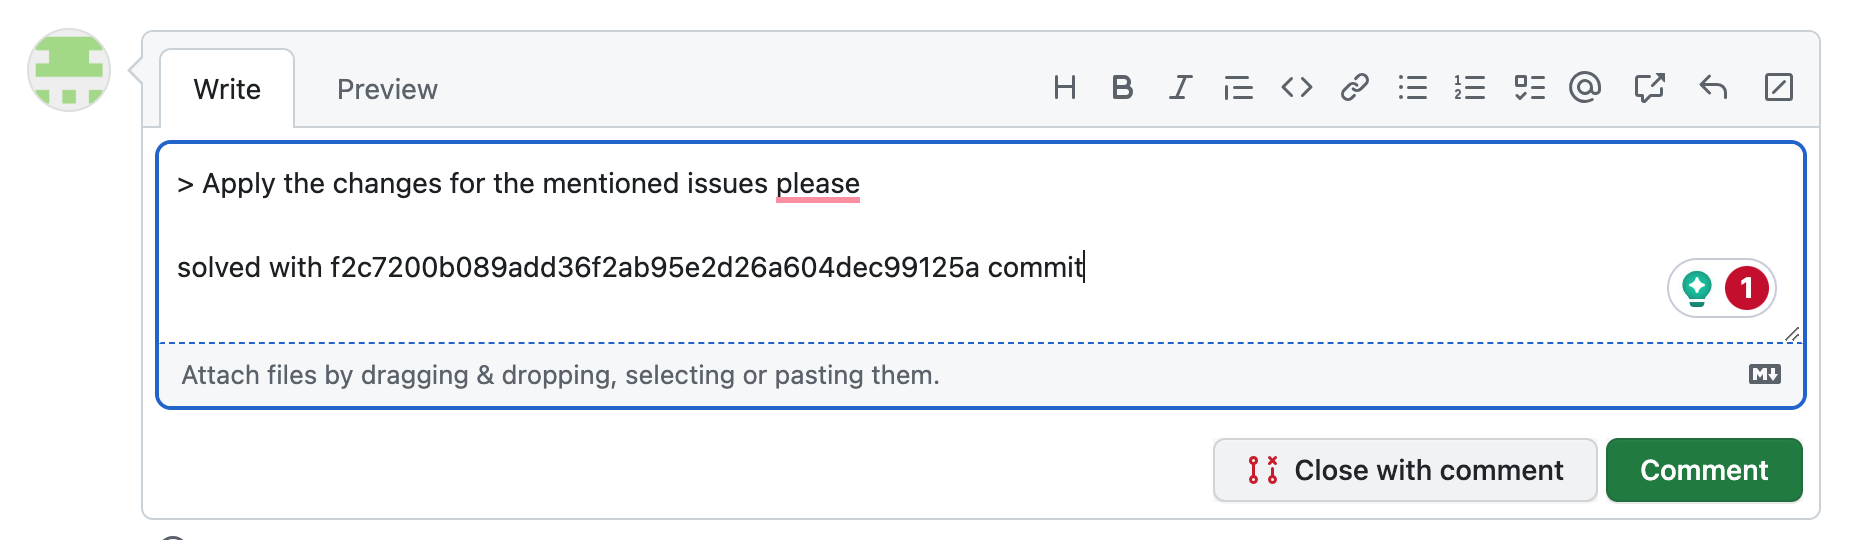 Write
Preview
> Apply the changes for the mentioned issues please
solved with f2c7200b089add36f2ab95e2d26a604dec99125a commit
1
Attach files by dragging & dropping, selecting or pasting them.
Close with comment
Comment